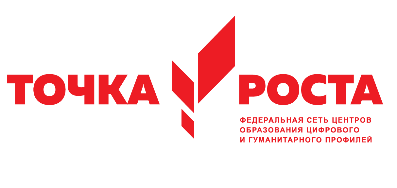 ТОЧКА РОСТА
ФЕДЕРАЛЬНАЯ СЕТЬ ЦЕНТРОВ
ОБРАЗОВАНИЯ ЦИФРОВОГО
И ГУМАНИТАРНОГО ПРОФИЛЕЙ